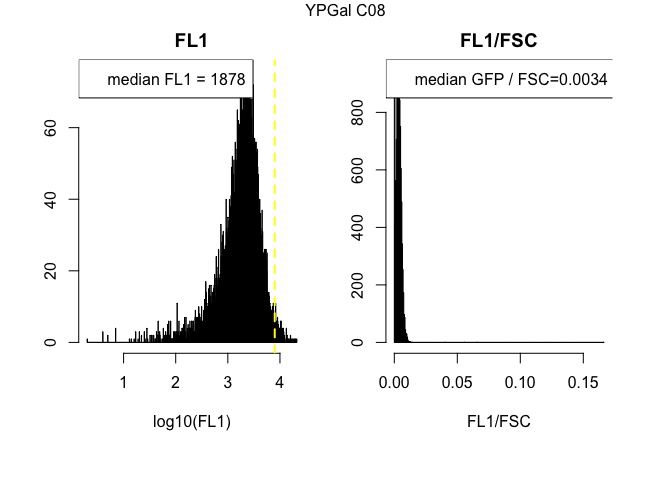 YPGal C08
FL1
median FL1 = 1878
60
40
20
0
1 2 3 4
log10(FL1)
FL1/FSC
median GFP / FSC=0.0034
800
600
400
200
0
0.00 0.05 0.10 0.15
FL1/FSC